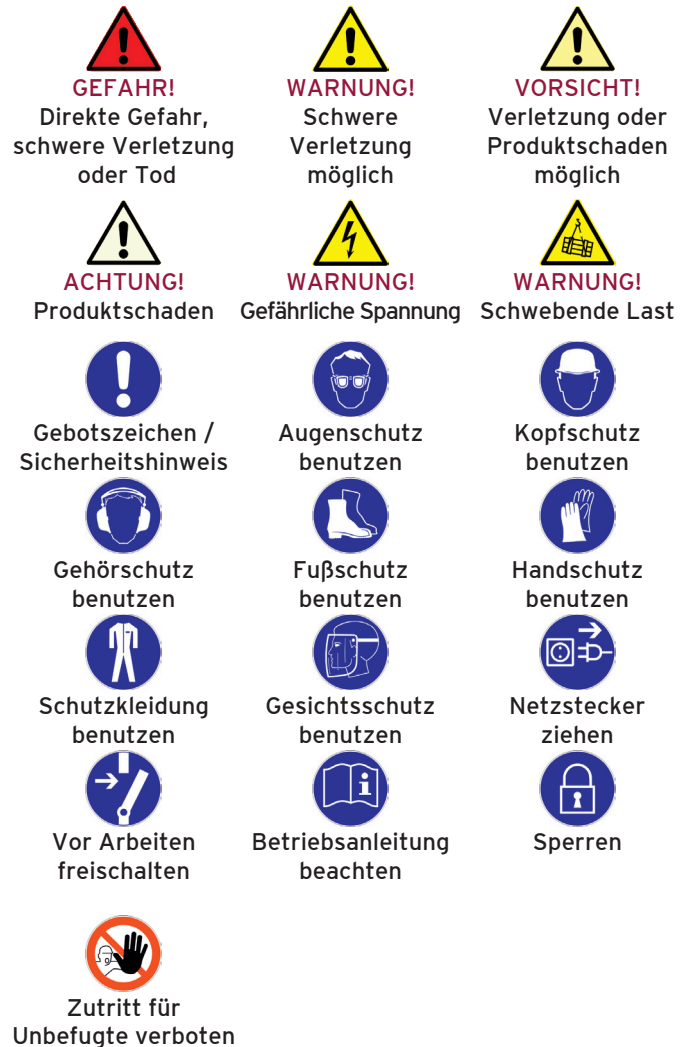 GEFAHR!
Direkte Gefahr,
schwere Verletzung
oder Tod
WARNUNG!
Schwere
Verletzung
möglich
VORSICHT!
Verletzung oder
Produktschaden
möglich
ACHTUNG!
Produktschaden
WARNUNG!
Gefährliche Spannung
WARNUNG!
Schwebende Last
Gebotszeichen /
Sicherheitshinweis
Augenschutz
benutzen
Kopfschutz
benutzen
Gehörschutz
benutzen
Fußschutz
benutzen
Handschutz
benutzen
Schutzkleidung
benutzen
Gesichtsschutz
benutzen
Netzstecker
ziehen
Vor Arbeiten
freischalten
Betriebsanleitung
beachten
Sperren
Zutritt für
Unbefugte verboten